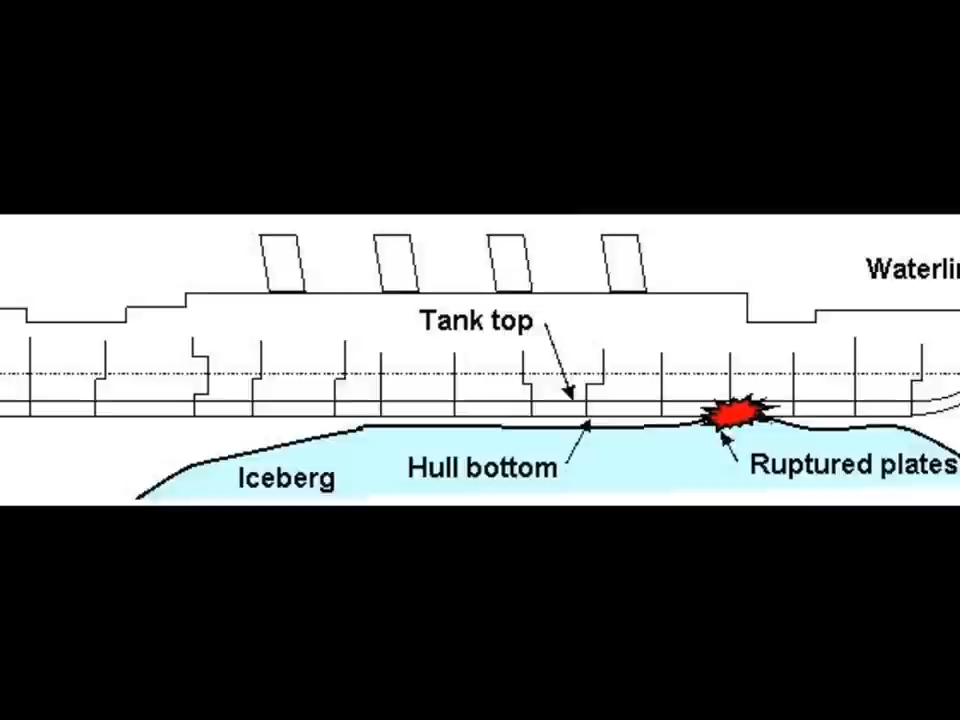 Waterlin
Tank top
Hull bottom
Ruptured plates
Iceberg